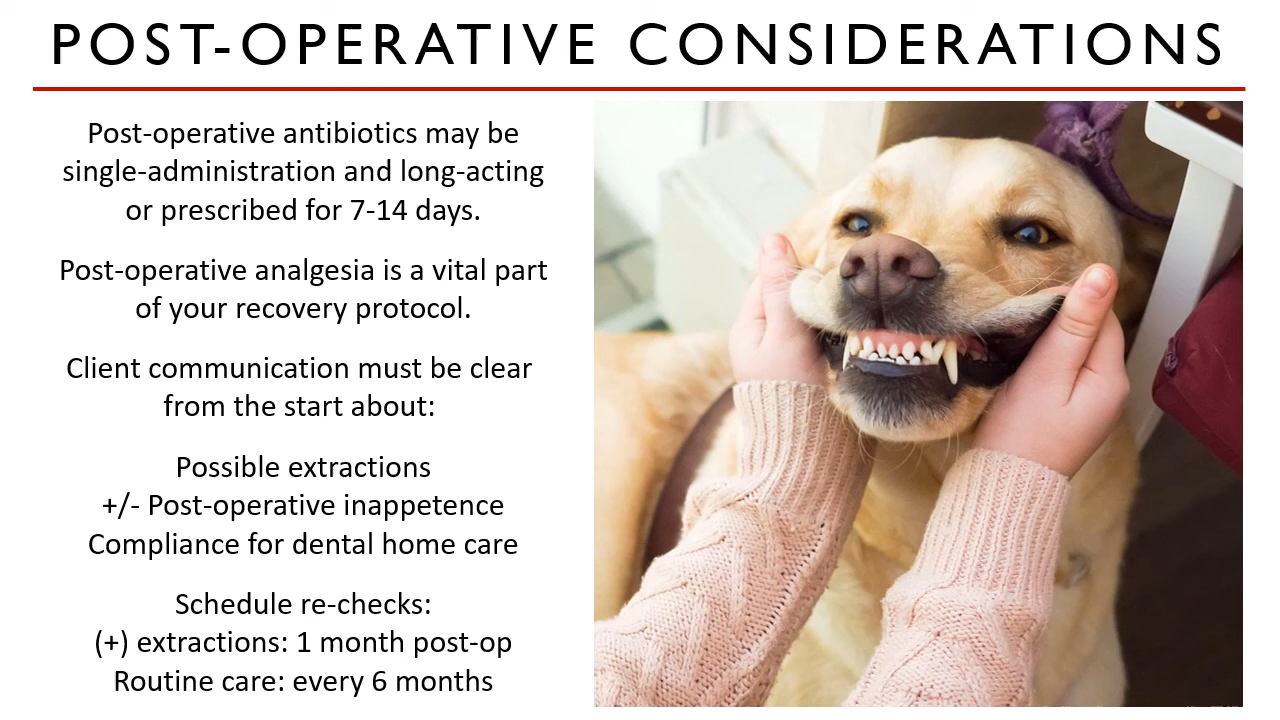 POST-OPERATIVE CONSIDERATIONS
Post-operative antibiotics may be
single-administration and long-acting
or prescribed for 7-14 days.
Post-operative analgesia is a vital part
of your recovery protocol.
Client communication must be clear
from the start about:
Possible extractions
+/- Post-operative inappetence
Compliance for dental home care
Schedule re-checks:
(+) extractions: 1 month post-op
Routine care: every 6 months